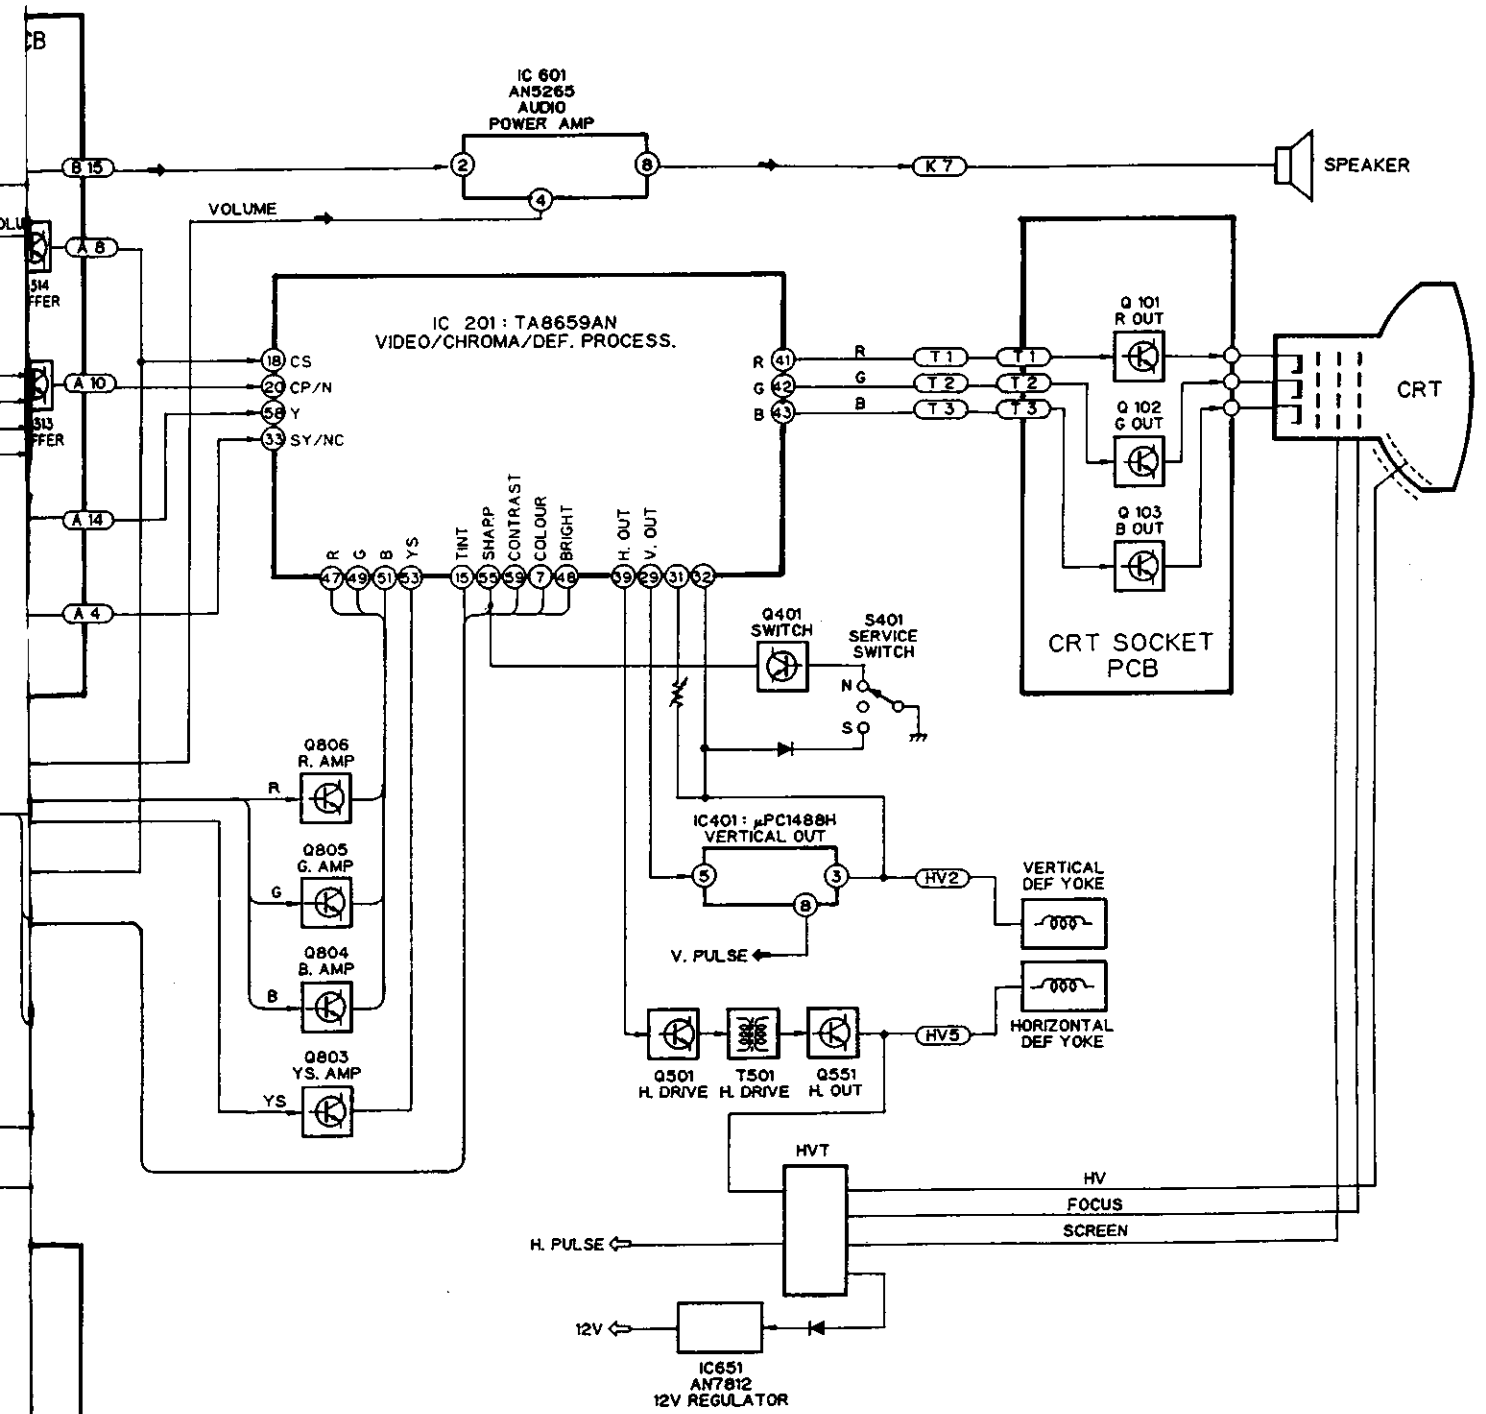 CB
IC 601
AN5265
AUDIO
POWER AMP
B 15
2
8
K 7
SPEAKER
4
VOLUME
A 8
514
FFER
IC 201 : TA8659AN
VIDEO/CHROMA/DEF. PROCESS.
18 CS
20 CP/N
58 Y
33 SY/NC
A 10
313
FFER
A 14
A 4
R 41
G 42
B 43
R
G
B
T 1
T 2
T 3
T 1
T 2
T 3
Q 101
R OUT
Q 102
G OUT
Q 103
B OUT
CRT SOCKET
PCB
CRT
R
G
B
YS
TINT
SHARP
CONTRAST
COLOUR
BRIGHT
H. OUT
V. OUT
47
49
51
53
15
55
59
7
48
39
29
31
32
Q401
SWITCH
S401
SERVICE
SWITCH
N
S
Q806
R. AMP
R
Q805
G. AMP
G
Q804
B. AMP
B
Q803
YS. AMP
YS
IC401 : µPC1488H
VERTICAL OUT
5
3
8
HV2
V. PULSE
VERTICAL
DEF YOKE
HORIZONTAL
DEF YOKE
HV5
Q501
H. DRIVE
T501
H. DRIVE
Q551
H. OUT
HVT
HV
FOCUS
SCREEN
H. PULSE
12V
IC651
AN7812
12V REGULATOR